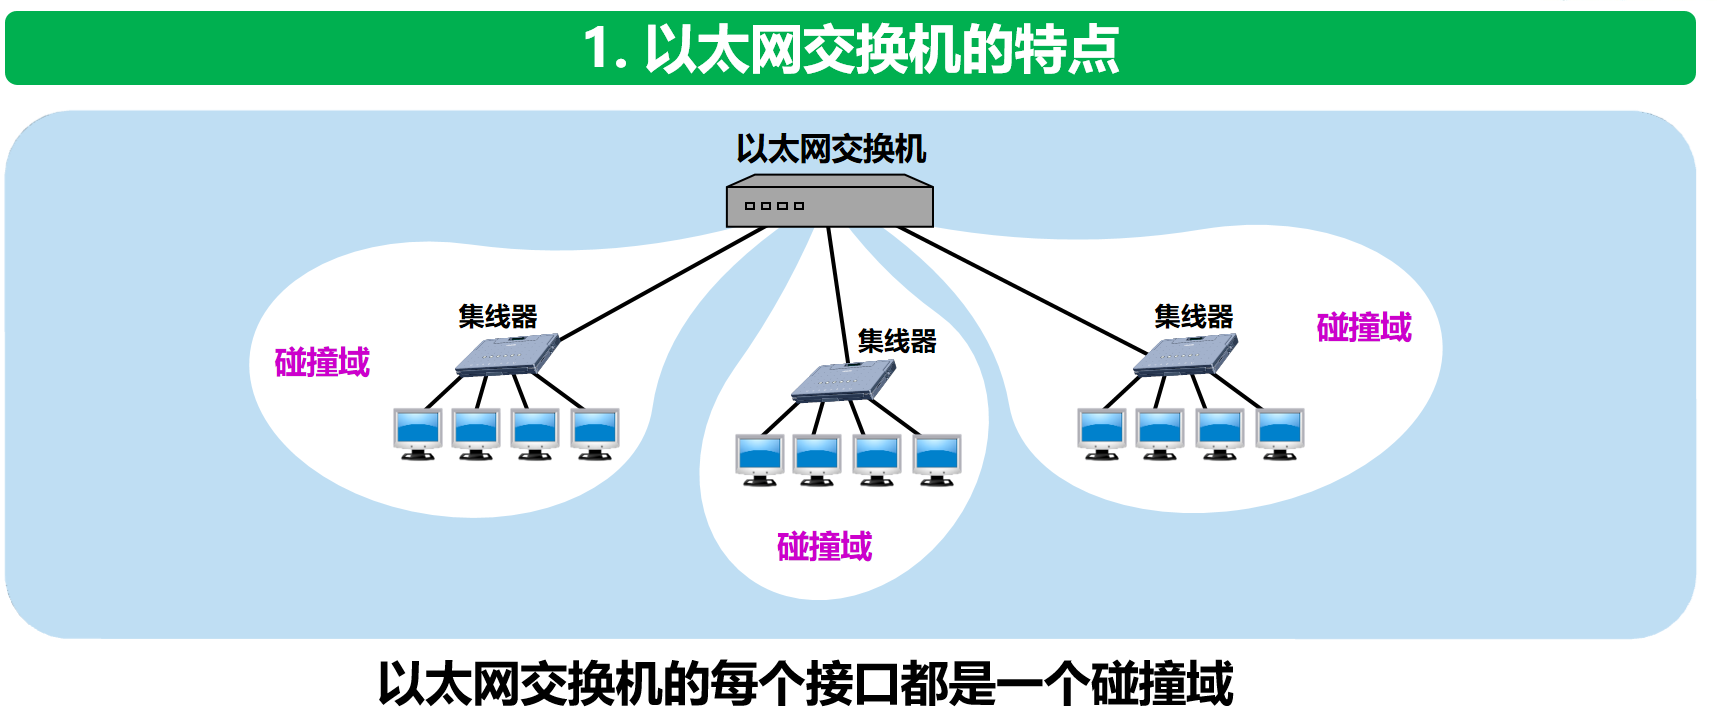 1. 以太网交换机的特点
以太网交换机
集线器
集线器
集线器
碰撞域
碰撞域
碰撞域
以太网交换机的每个接口都是一个碰撞域